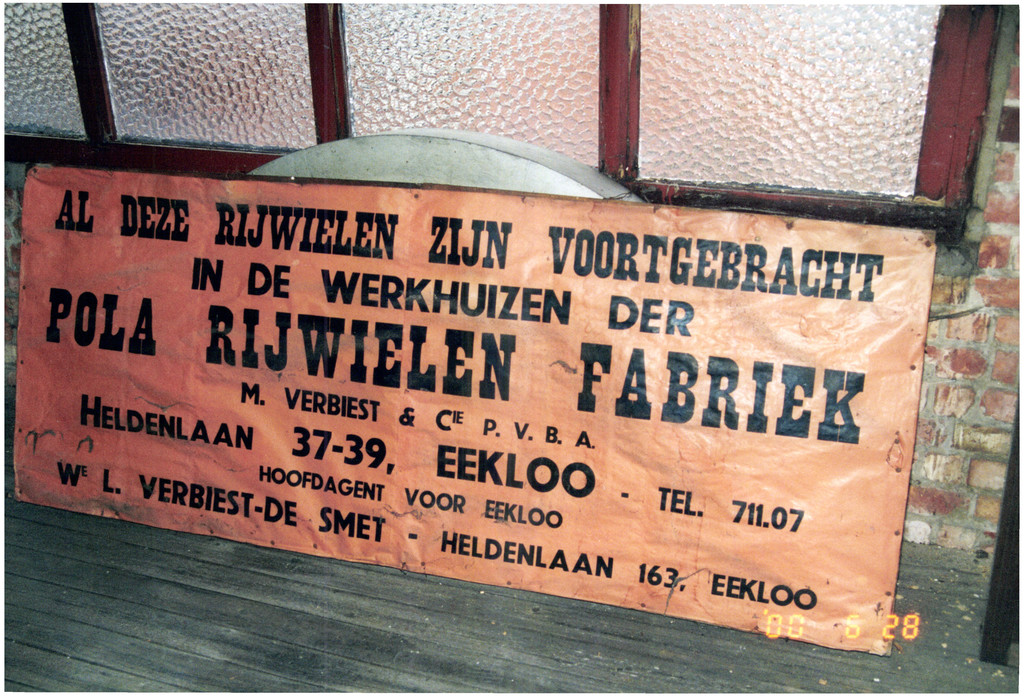 AL DEZE RIJWIELEN ZIJN VOORTGEBRACHT
IN DE WERKHUIZEN DER
POLA RIJWIELEN FABRIEK
M. VERBIEST & CIE P. V. B. A.
HELDENLAAN 37-39, EEKLOO - TEL. 711.07
HOOFDAGENT VOOR EEKLOO
WE L. VERBIEST-DE SMET - HELDENLAAN 163, EEKLOO
'00 6 28